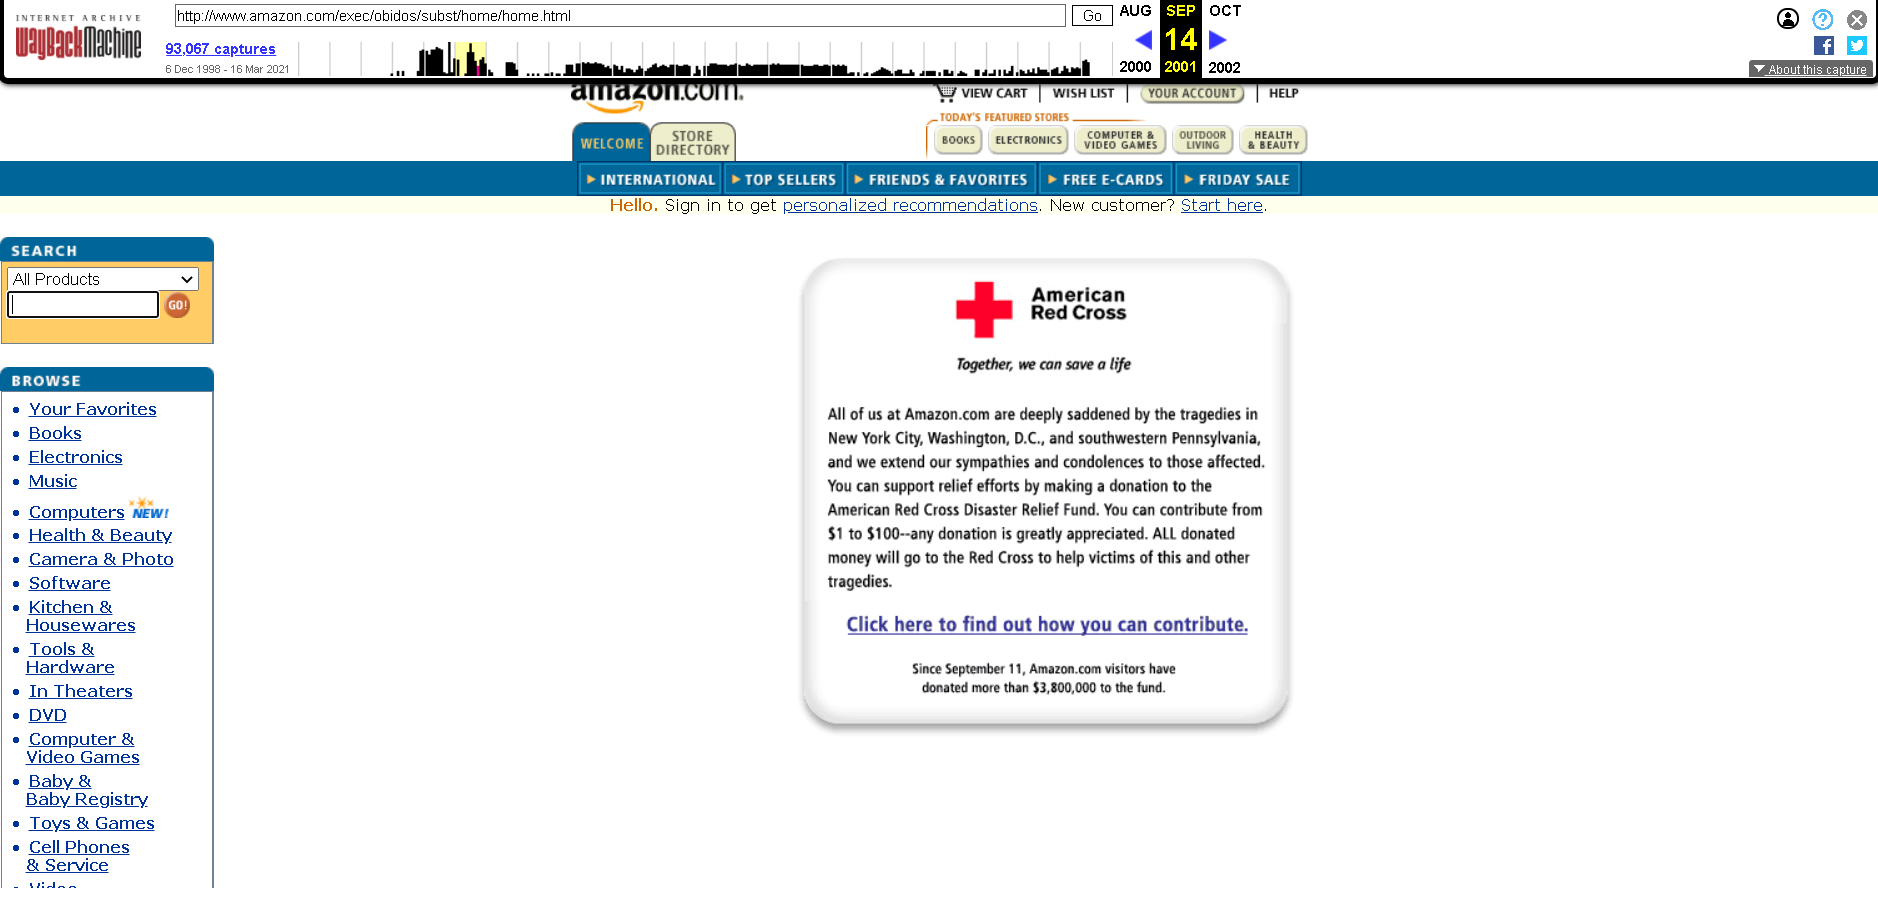 INTERNET ARCHIVE
WayBackMachine
http://www.amazon.com/exec/obidos/subst/home/home.html
Go
93,067 captures
6 Dec 1998 - 16 Mar 2021
AUG SEP OCT
14
2000 2001 2002
About this capture
amazon.com.
VIEW CART
WISH LIST
YOUR ACCOUNT
HELP
WELCOME
STORE
DIRECTORY
TODAY'S FEATURED STORES
BOOKS
ELECTRONICS
COMPUTER &
VIDEO GAMES
OUTDOOR
LIVING
HEALTH
& BEAUTY
INTERNATIONAL
TOP SELLERS
FRIENDS & FAVORITES
FREE E-CARDS
FRIDAY SALE
Hello. Sign in to get personalized recommendations. New customer? Start here.
SEARCH
All Products
GO!
BROWSE
• Your Favorites
• Books
• Electronics
• Music
• Computers NEW!
• Health & Beauty
• Camera & Photo
• Software
• Kitchen &
Housewares
• Tools &
Hardware
• In Theaters
• DVD
• Computer &
Video Games
• Baby &
Baby Registry
• Toys & Games
• Cell Phones
& Service
• Video
American
Red Cross
Together, we can save a life
All of us at Amazon.com are deeply saddened by the tragedies in
New York City, Washington, D.C., and southwestern Pennsylvania,
and we extend our sympathies and condolences to those affected.
You can support relief efforts by making a donation to the
American Red Cross Disaster Relief Fund. You can contribute from
$1 to $100--any donation is greatly appreciated. ALL donated
money will go to the Red Cross to help victims of this and other
tragedies.
Click here to find out how you can contribute.
Since September 11, Amazon.com visitors have
donated more than $3,800,000 to the fund.